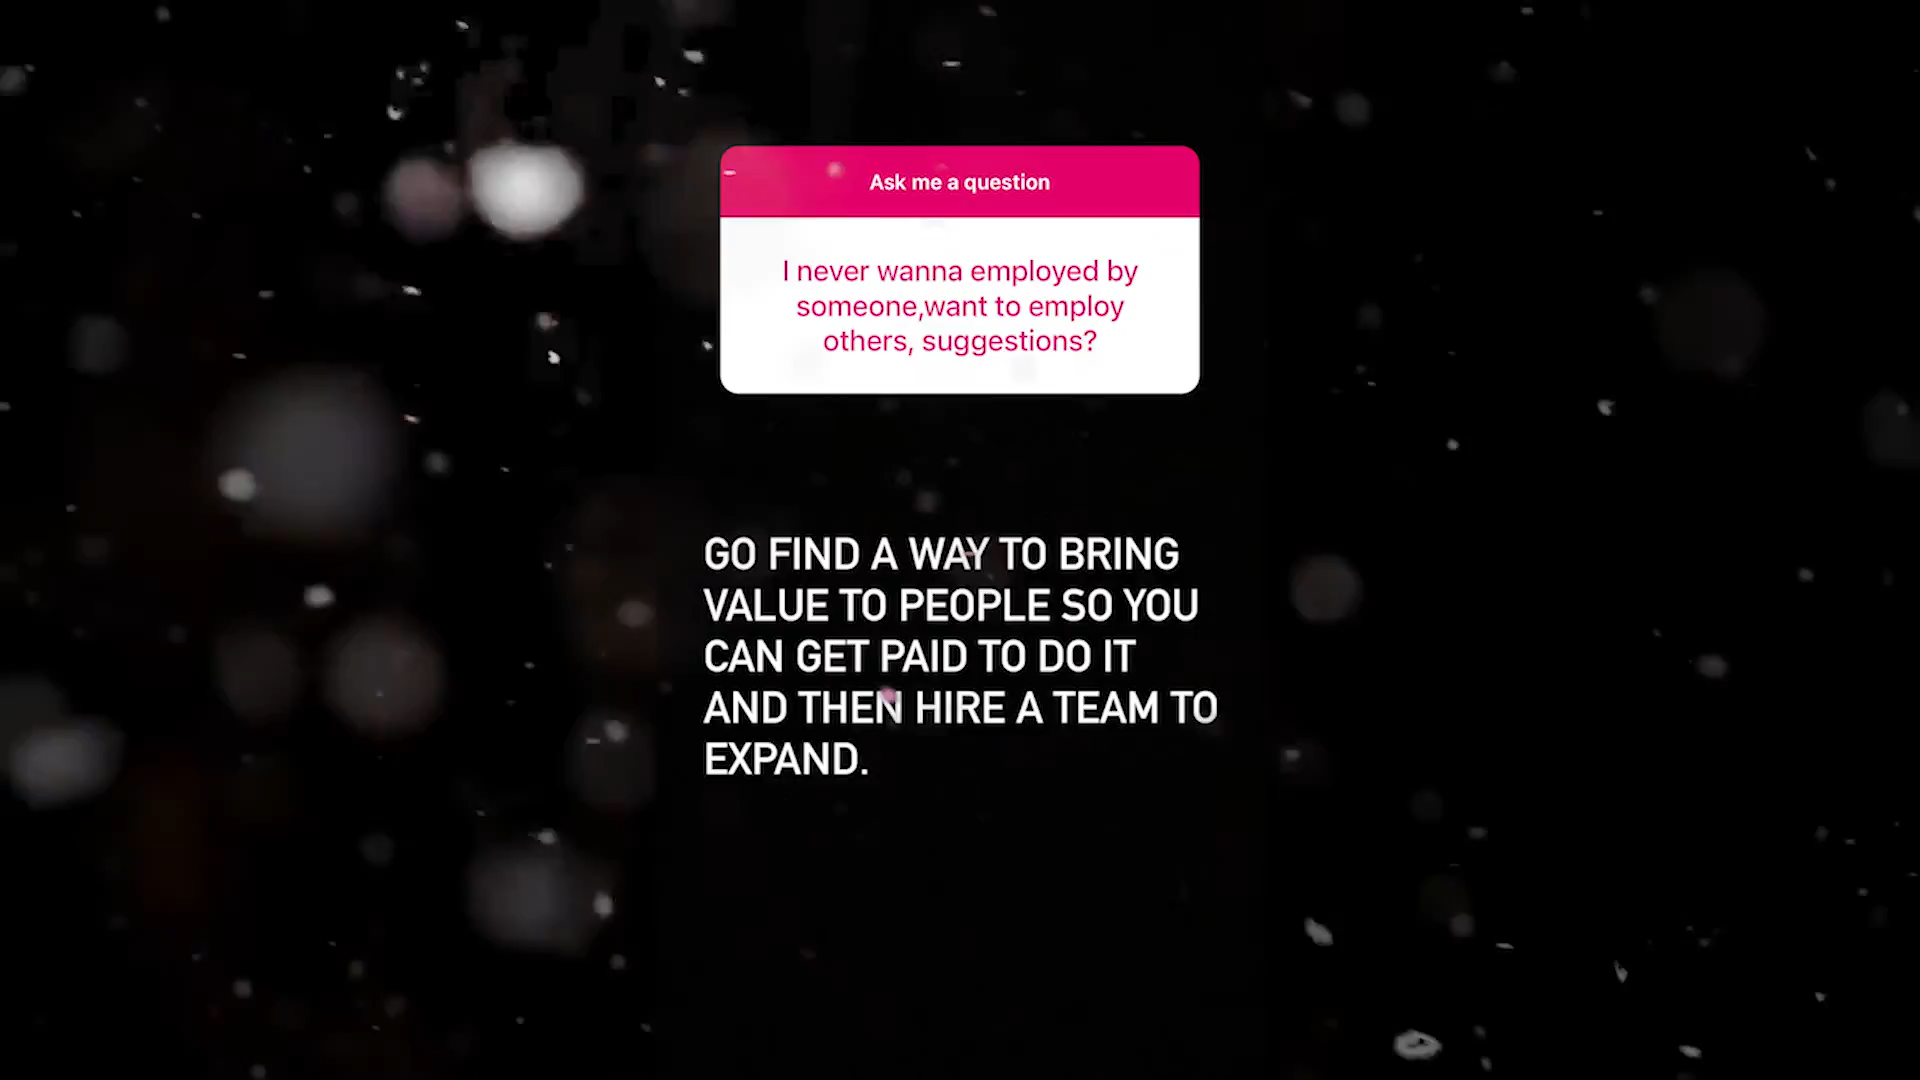 Ask me a question
I never wanna employed by
someone,want to employ
others, suggestions?
GO FIND A WAY TO BRING
VALUE TO PEOPLE SO YOU
CAN GET PAID TO DO IT
AND THEN HIRE A TEAM TO
EXPAND.